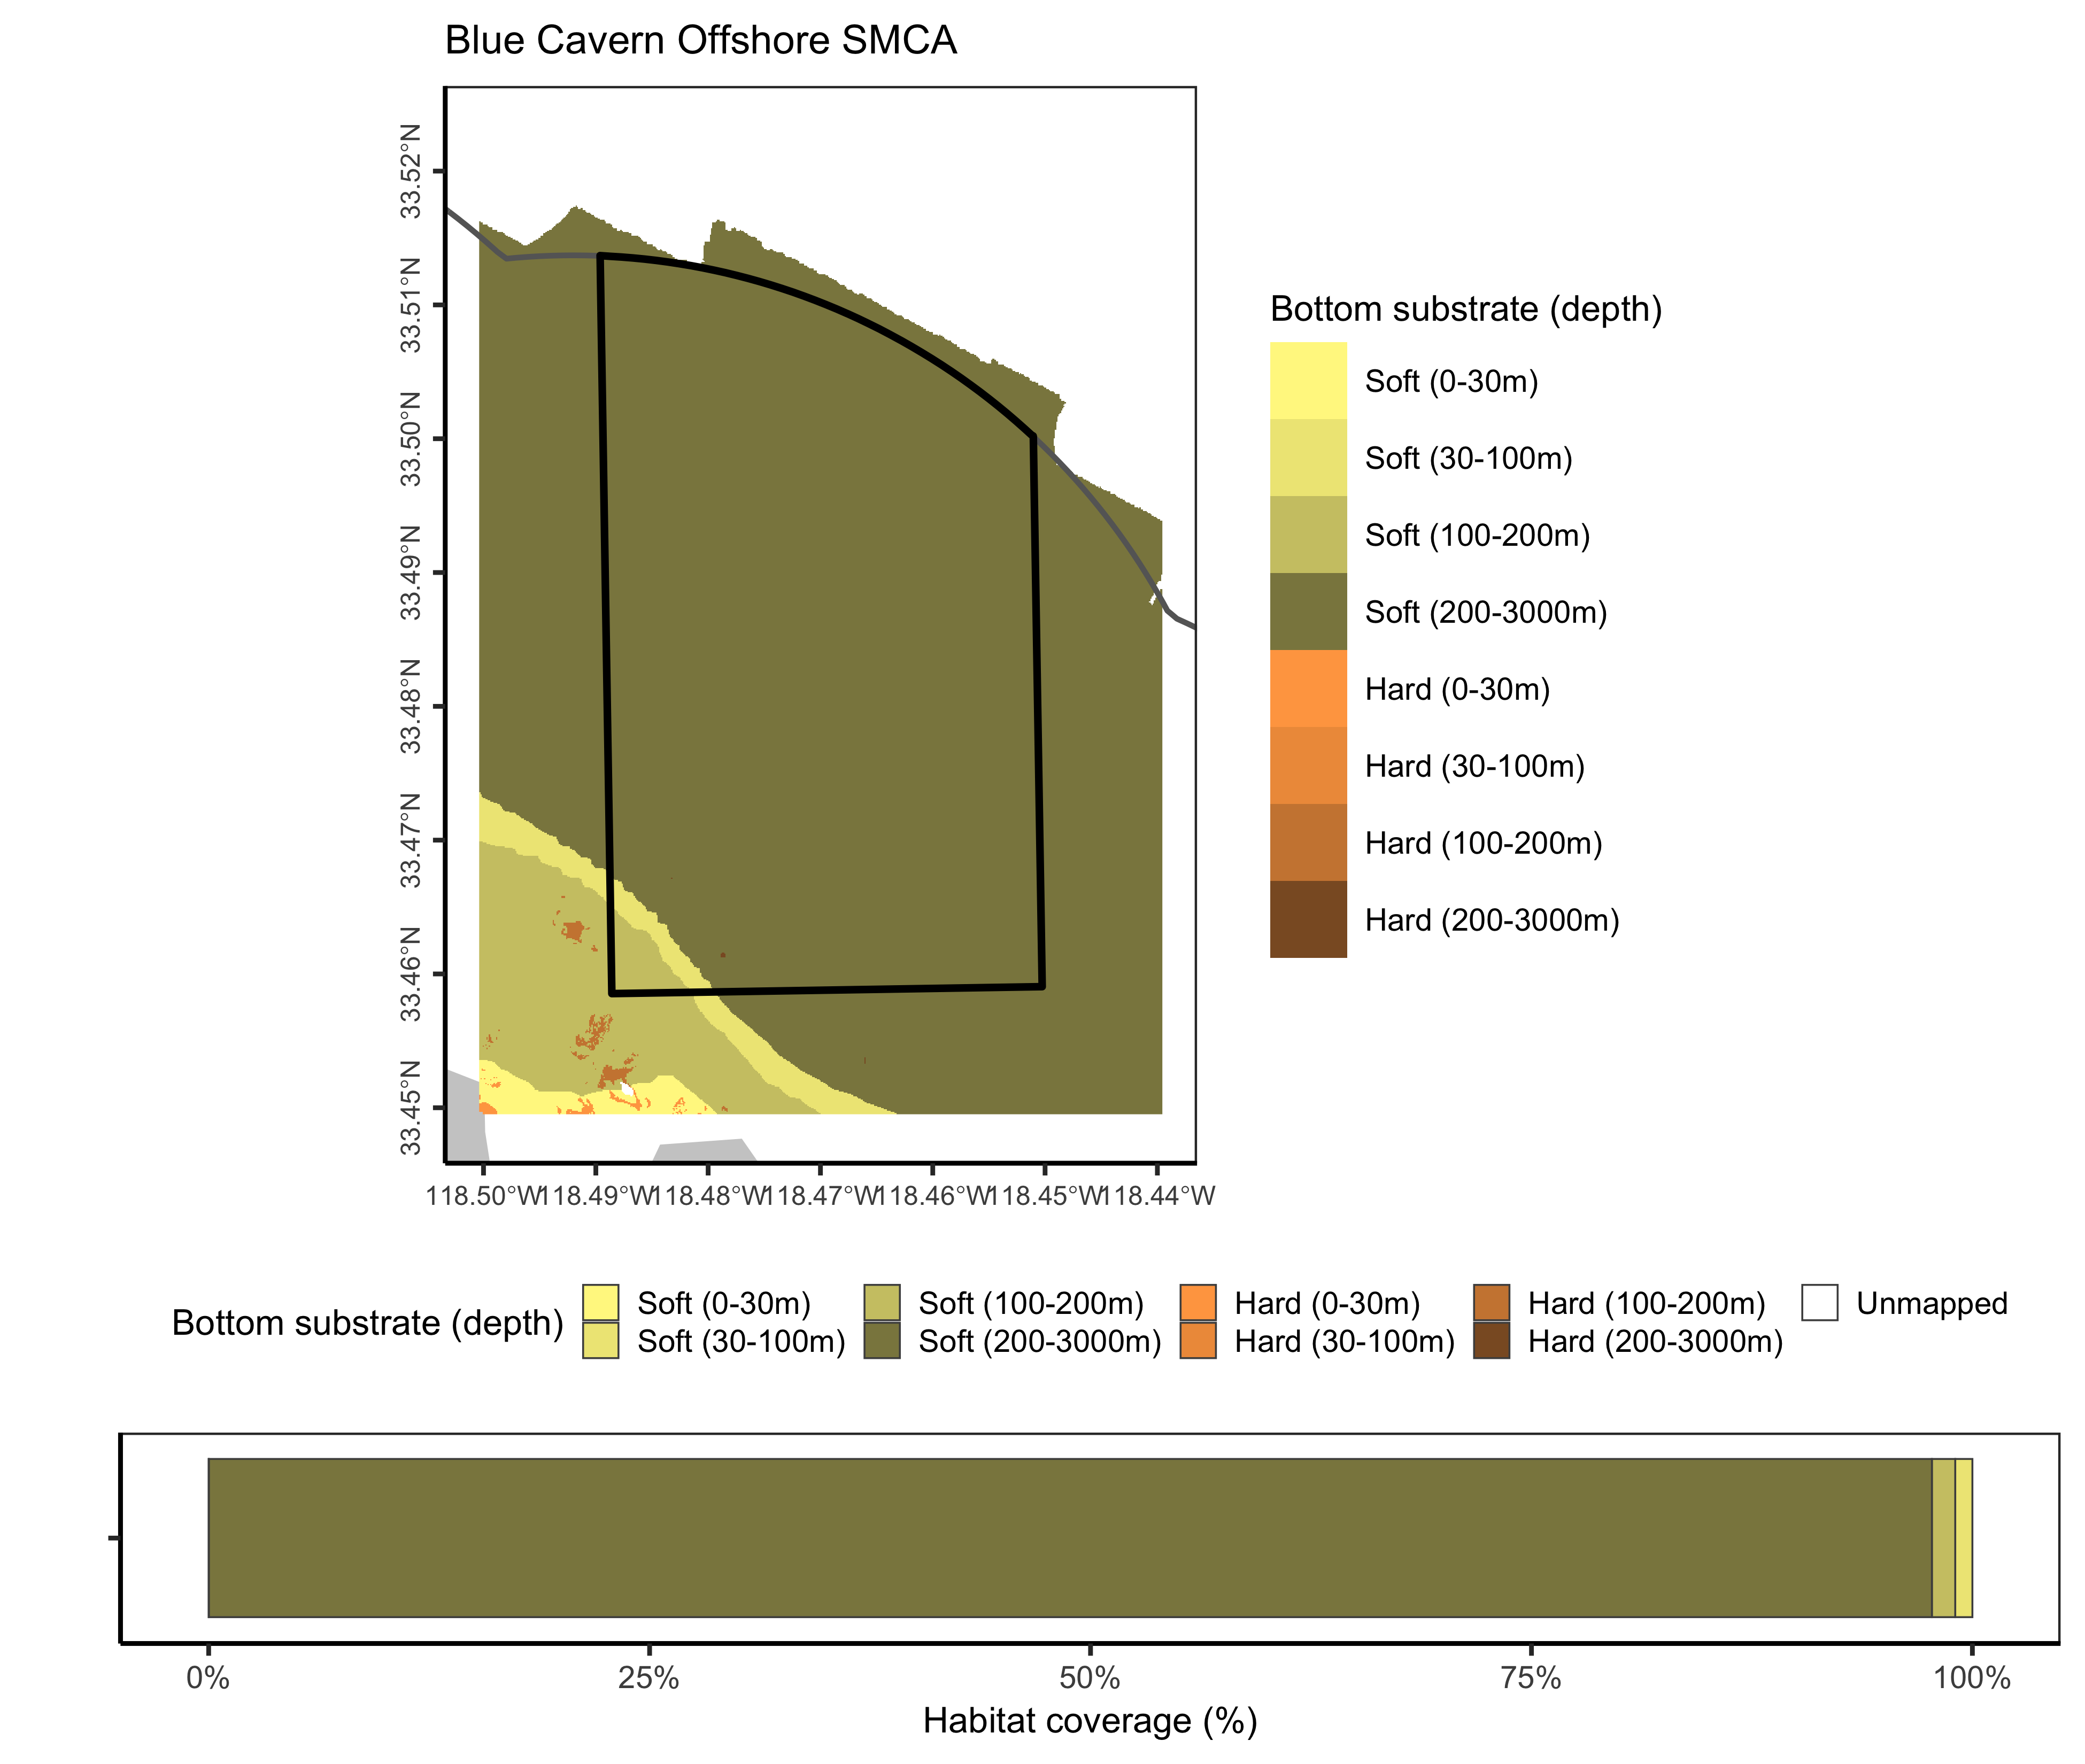 Blue Cavern Offshore SMCA
33.52°N
33.51°N
33.50°N
33.49°N
33.48°N
33.47°N
33.46°N
33.45°N
118.50°W 118.49°W 118.48°W 118.47°W 118.46°W 118.45°W 118.44°W
Bottom substrate (depth)
Soft (0-30m)
Soft (30-100m)
Soft (100-200m)
Soft (200-3000m)
Hard (0-30m)
Hard (30-100m)
Hard (100-200m)
Hard (200-3000m)
Bottom substrate (depth)
Soft (0-30m) Soft (100-200m) Hard (0-30m) Hard (100-200m) Unmapped
Soft (30-100m) Soft (200-3000m) Hard (30-100m) Hard (200-3000m)
0% 25% 50% 75% 100%
Habitat coverage (%)